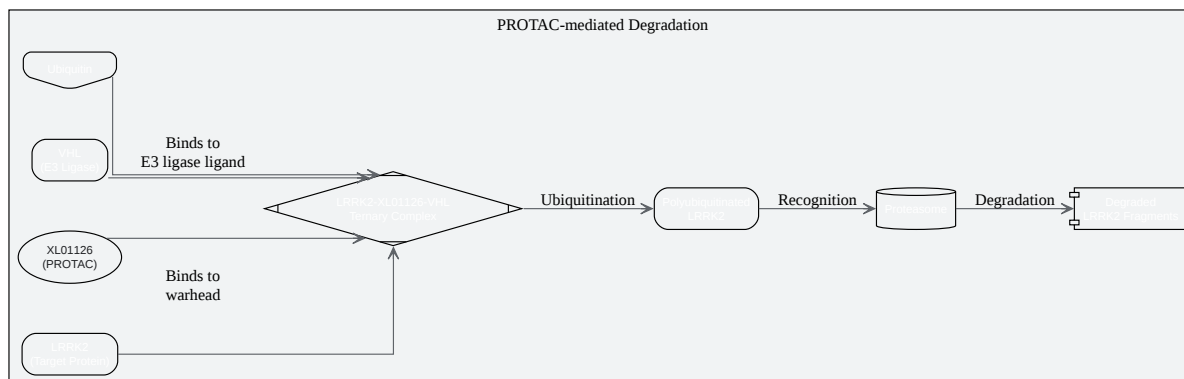 PROTAC-mediated Degradation
Ubiquitin
VHL
(E3 Ligase)
Binds to
E3 ligase ligand
XL01126
(PROTAC)
Binds to
warhead
LRRK2
(Target Protein)
LRRK2-XL01126-VHL
Ternary Complex
Ubiquitination
Polyubiquitinated
LRRK2
Recognition
Proteasome
Degradation
Degraded
LRRK2 Fragments